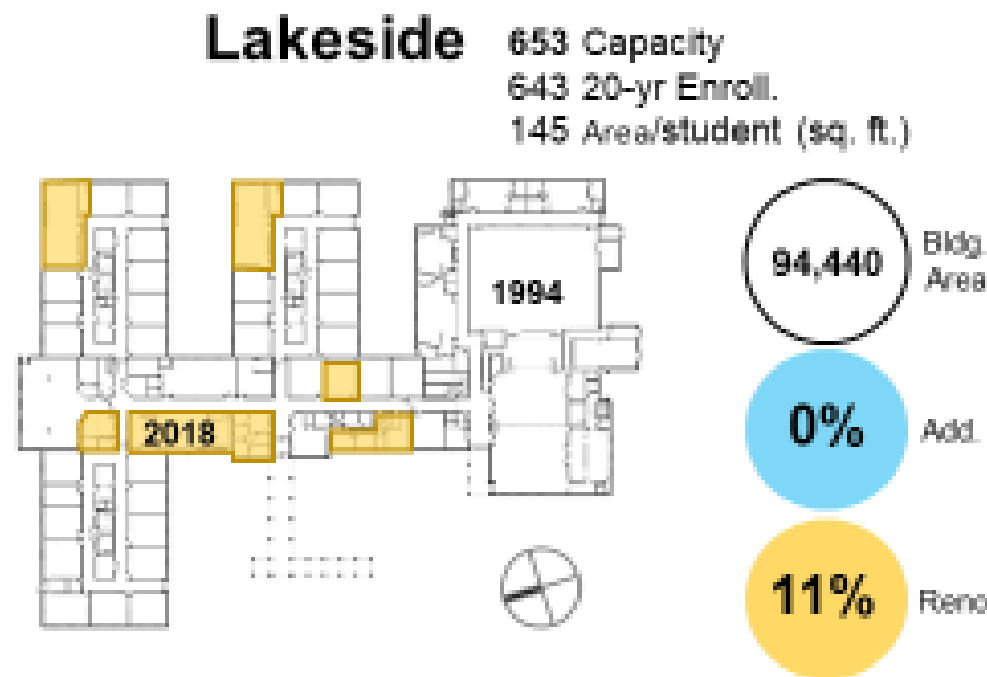 Lakeside
653 Capacity
643 20-yr Enroll.
145 Area/student (sq. ft.)
1994
2018
94,440
Bldg.
Area
0%
Add.
11%
Reno